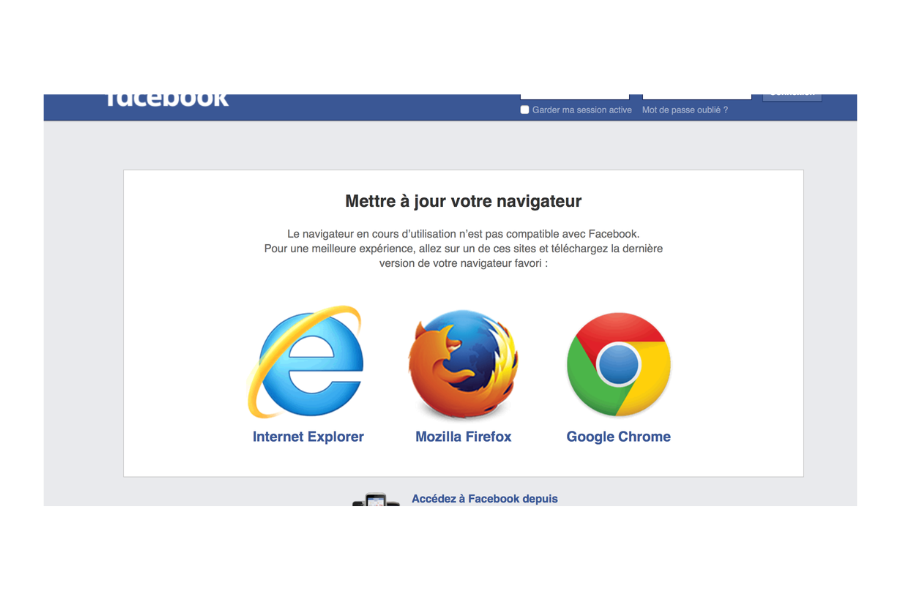 facebook
Connexion
Garder ma session active Mot de passe oublié ?
Mettre à jour votre navigateur
Le navigateur en cours d’utilisation n’est pas compatible avec Facebook.
Pour une meilleure expérience, allez sur un de ces sites et téléchargez la dernière
version de votre navigateur favori :
Internet Explorer Mozilla Firefox Google Chrome
Accédez à Facebook depuis